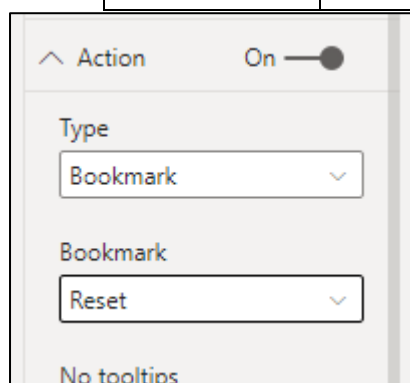 Action On
Type
Bookmark
Bookmark
Reset
No tooltips